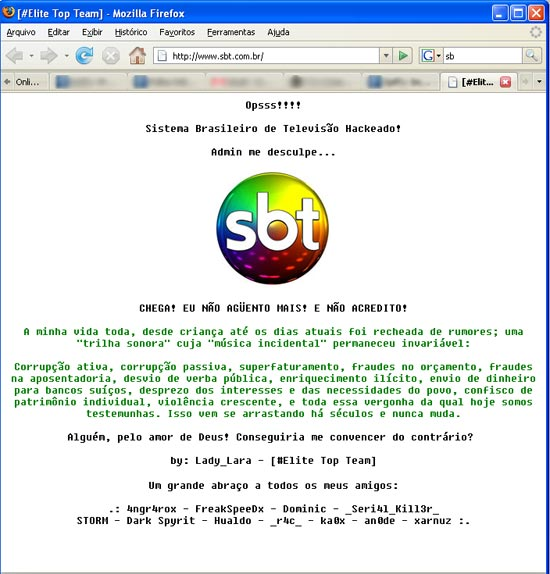 [#Elite Top Team] - Mozilla Firefox
Arquivo Editar Exibir Histórico Favoritos Ferramentas Ajuda
http://www.sbt.com.br/ G sb
Onli... [#Elit...
Opsss!!!!
Sistema Brasileiro de Televisão Hackeado!
Admin me desculpe...
sbt
CHEGA! EU NÃO AGÜENTO MAIS! E NÃO ACREDITO!
A minha vida toda, desde criança até os dias atuais foi recheada de rumores; uma
"trilha sonora" cuja "música incidental" permaneceu invariável:
Corrupção ativa, corrupção passiva, superfaturamento, fraudes no orçamento, fraudes
na aposentadoria, desvio de verba pública, enriquecimento ilícito, envio de dinheiro
para bancos suíços, desprezo dos interesses e das necessidades do povo, confisco de
patrimônio individual, violência crescente, e toda essa vergonha da qual hoje somos
testemunhas. Isso vem se arrastando há séculos e nunca muda.
Alguém, pelo amor de Deus! Conseguiria me convencer do contrário?
by: Lady_Lara - [#Elite Top Team]
Um grande abraço a todos os meus amigos:
.: 4ngr4rox - FreakSpeeDx - Dominic - _Seri4l_Kill3r_
STORM - Dark Spyrit - Hualdo - _r4c_ - ka0x - an0de - xarnuz :.